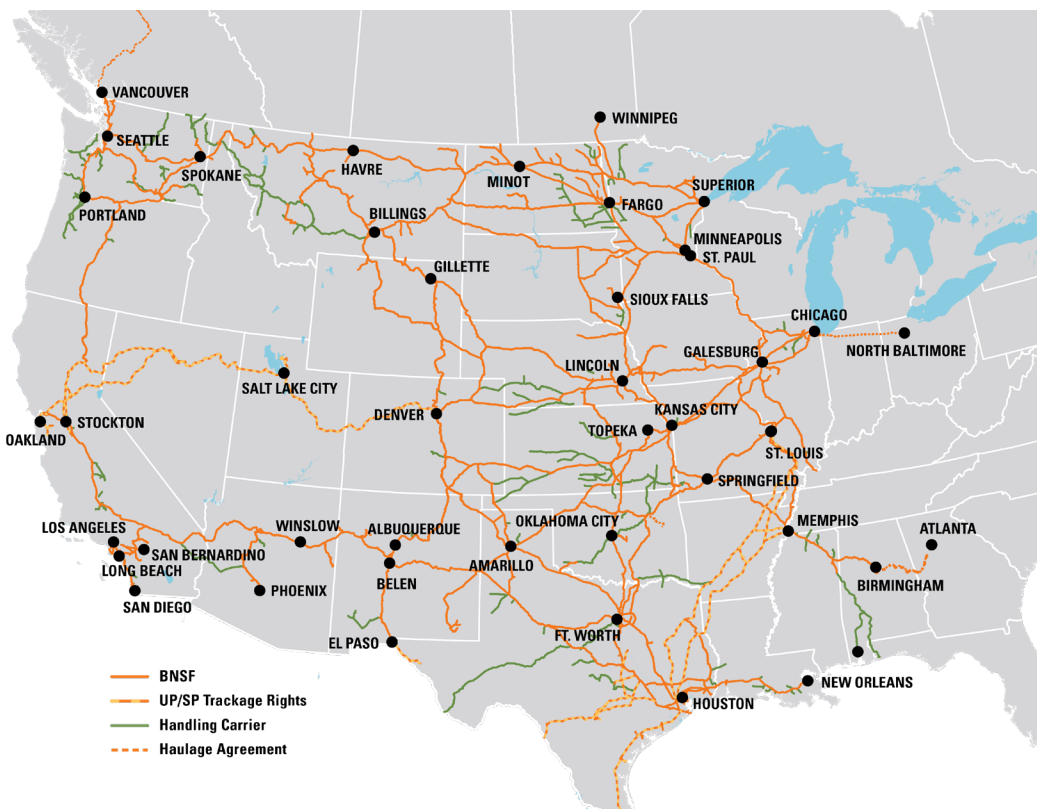 VANCOUVER
WINNIPEG
SEATTLE
HAVRE
SPOKANE
MINOT
SUPERIOR
FARGO
PORTLAND
BILLINGS
MINNEAPOLIS
ST. PAUL
GILLETTE
SIOUX FALLS
CHICAGO
GALESBURG
NORTH BALTIMORE
LINCOLN
SALT LAKE CITY
DENVER
KANSAS CITY
TOPEKA
OAKLAND
STOCKTON
ST. LOUIS
SPRINGFIELD
LOS ANGELES
WINSLOW
ALBUQUERQUE
OKLAHOMA CITY
MEMPHIS
ATLANTA
SAN BERNARDINO
LONG BEACH
AMARILLO
BELEN
BIRMINGHAM
PHOENIX
SAN DIEGO
EL PASO
FT. WORTH
NEW ORLEANS
HOUSTON
BNSF
UP/SP Trackage Rights
Handling Carrier
Haulage Agreement